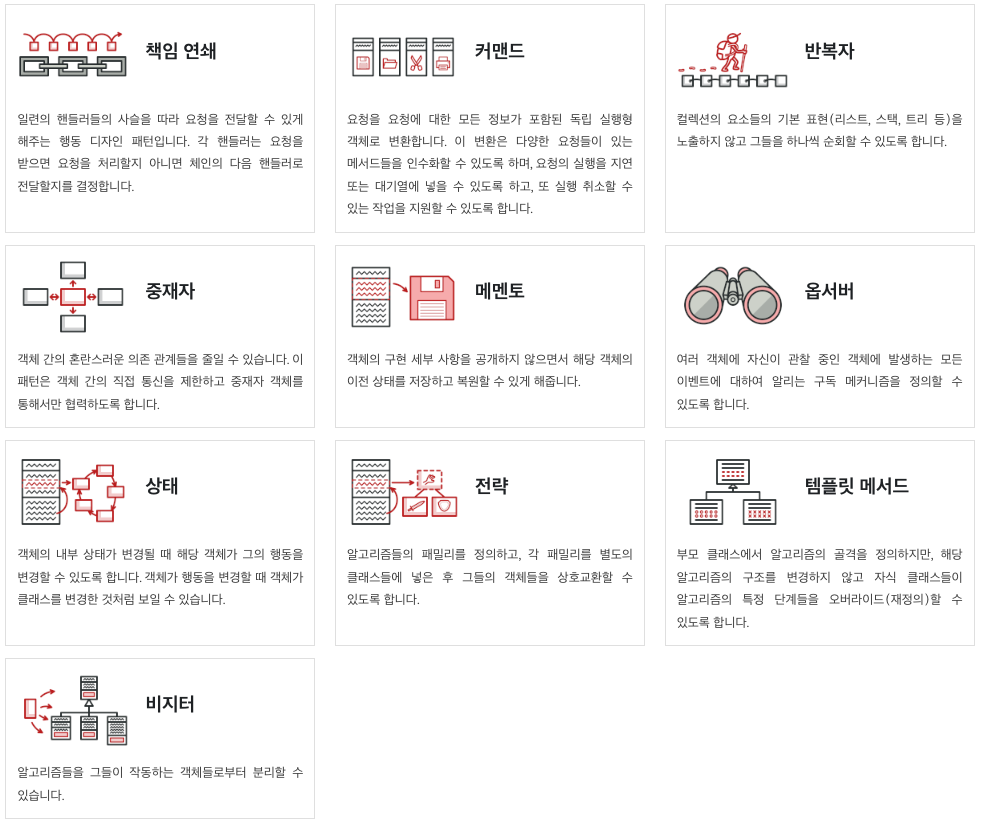 책임 연쇄
일련의 핸들러들의 사슬을 따라 요청을 전달할 수 있게
해주는 행동 디자인 패턴입니다. 각 핸들러는 요청을
받으면 요청을 처리할지 아니면 체인의 다음 핸들러로
전달할지를 결정합니다.
커맨드
요청을 요청에 대한 모든 정보가 포함된 독립 실행형
객체로 변환합니다. 이 변환은 다양한 요청들이 있는
메서드들을 인수화할 수 있도록 하며, 요청의 실행을 지연
또는 대기열에 넣을 수 있도록 하고, 또 실행 취소할 수
있는 작업을 지원할 수 있도록 합니다.
반복자
컬렉션의 요소들의 기본 표현(리스트, 스택, 트리 등)을
노출하지 않고 그들을 하나씩 순회할 수 있도록 합니다.
중재자
객체 간의 혼란스러운 의존 관계들을 줄일 수 있습니다. 이
패턴은 객체 간의 직접 통신을 제한하고 중재자 객체를
통해서만 협력하도록 합니다.
메멘토
객체의 구현 세부 사항을 공개하지 않으면서 해당 객체의
이전 상태를 저장하고 복원할 수 있게 해줍니다.
옵서버
여러 객체에 자신이 관찰 중인 객체에 발생하는 모든
이벤트에 대하여 알리는 구독 메커니즘을 정의할 수
있도록 합니다.
상태
객체의 내부 상태가 변경될 때 해당 객체가 그의 행동을
변경할 수 있도록 합니다. 객체가 행동을 변경할 때 객체가
클래스를 변경한 것처럼 보일 수 있습니다.
전략
알고리즘들의 패밀리를 정의하고, 각 패밀리를 별도의
클래스들에 넣은 후 그들의 객체들을 상호교환할 수
있도록 합니다.
템플릿 메서드
부모 클래스에서 알고리즘의 골격을 정의하지만, 해당
알고리즘의 구조를 변경하지 않고 자식 클래스들이
알고리즘의 특정 단계들을 오버라이드(재정의)할 수
있도록 합니다.
비지터
알고리즘들을 그들이 작동하는 객체들로부터 분리할 수
있습니다.